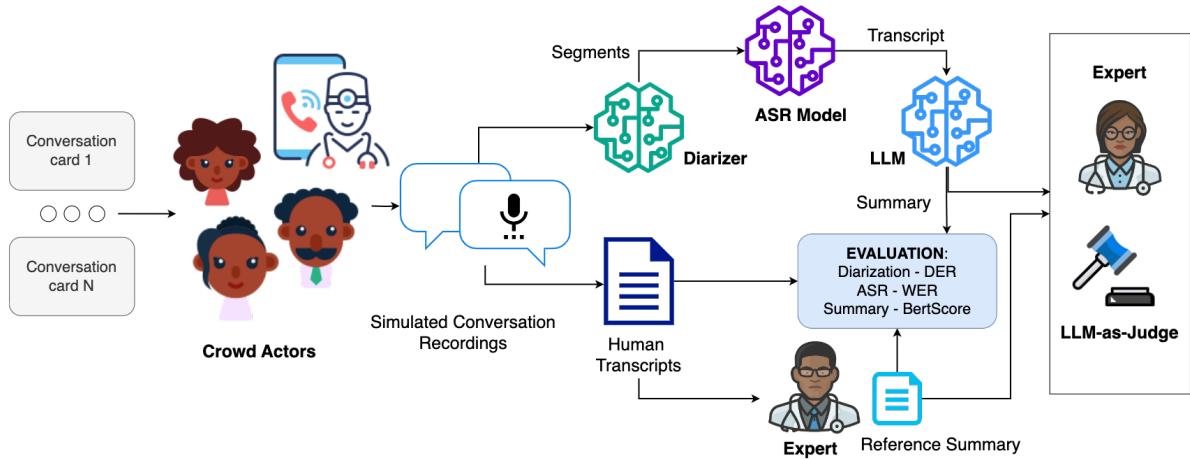 Conversation
card 1
Conversation
card N
Crowd Actors
Simulated Conversation
Recordings
Segments
Diarizer
ASR Model
Transcript
LLM
Summary
Human
Transcripts
EVALUATION:
Diarization - DER
ASR - WER
Summary - BertScore
Expert
Reference Summary
Expert
LLM-as-Judge